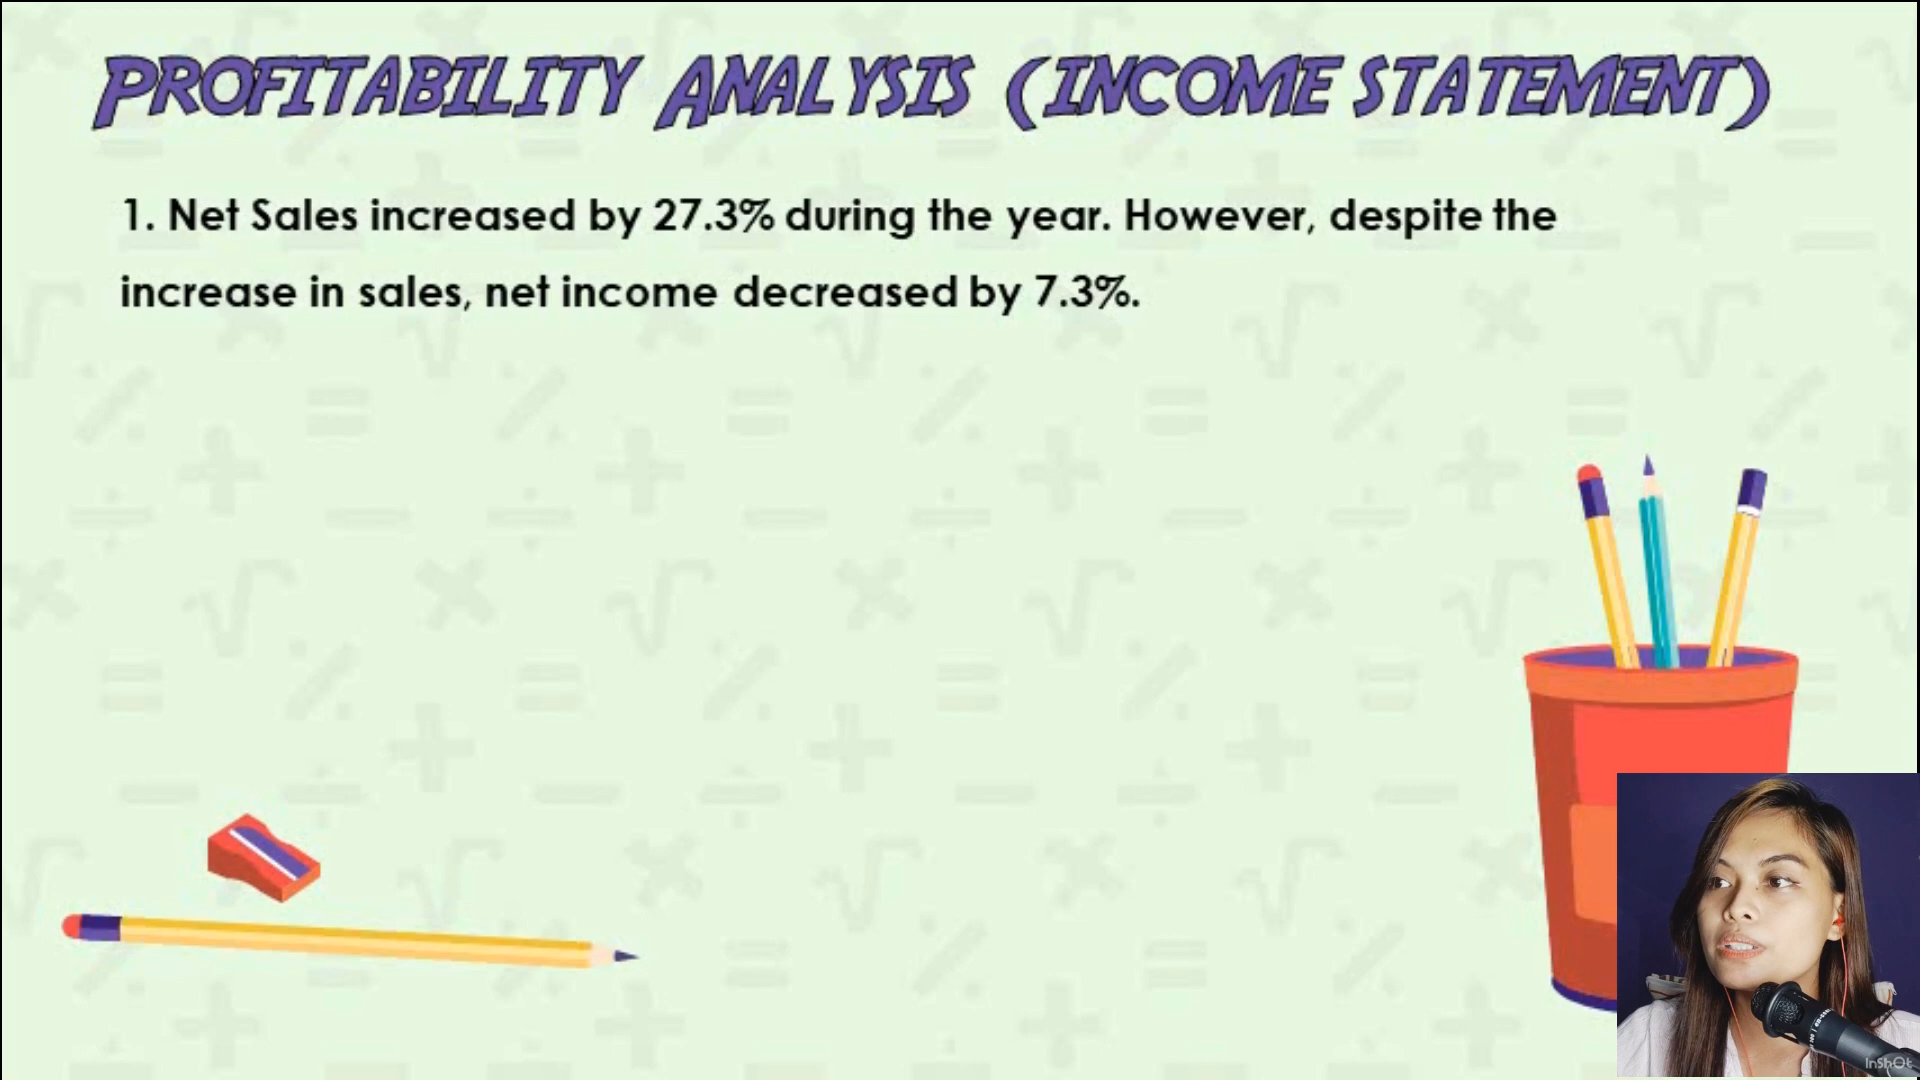 PROFITABILITY ANALYSIS (INCOME STATEMENT)
1. Net Sales increased by 27.3% during the year. However, despite the
increase in sales, net income decreased by 7.3%.
InShOt